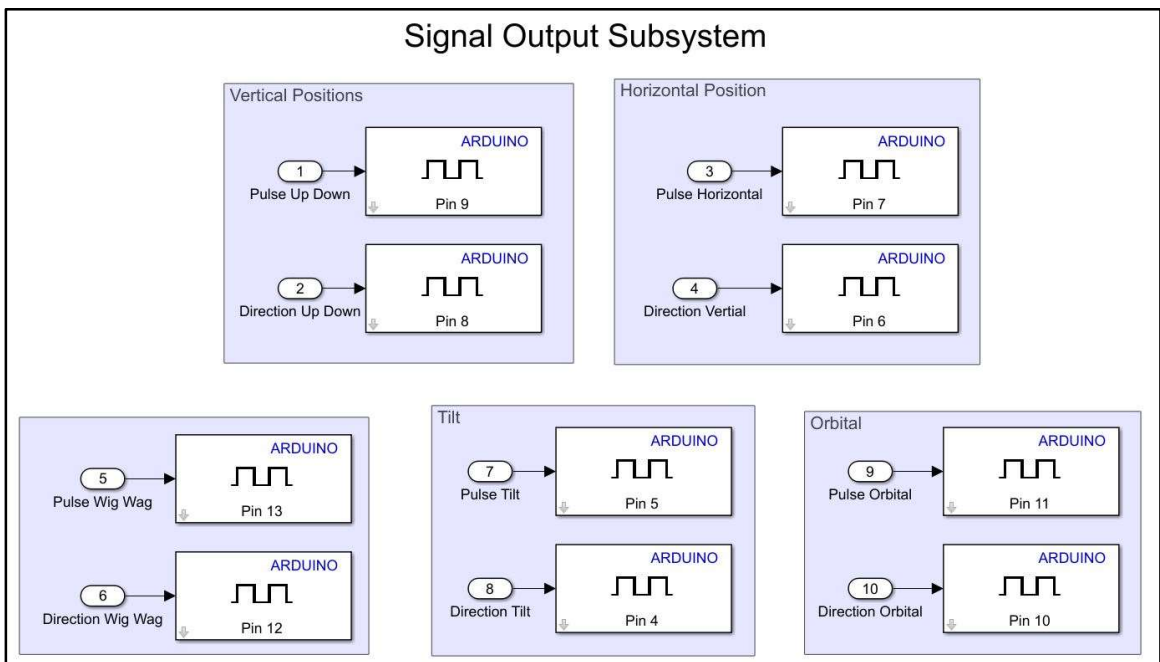 Signal Output Subsystem
Vertical Positions
ARDUINO
1
Pulse Up Down
Pin 9
ARDUINO
2
Direction Up Down
Pin 8
Horizontal Position
ARDUINO
3
Pulse Horizontal
Pin 7
ARDUINO
4
Direction Vertial
Pin 6
ARDUINO
5
Pulse Wig Wag
Pin 13
ARDUINO
6
Direction Wig Wag
Pin 12
Tilt
ARDUINO
7
Pulse Tilt
Pin 5
ARDUINO
8
Direction Tilt
Pin 4
Orbital
ARDUINO
9
Pulse Orbital
Pin 11
ARDUINO
10
Direction Orbital
Pin 10